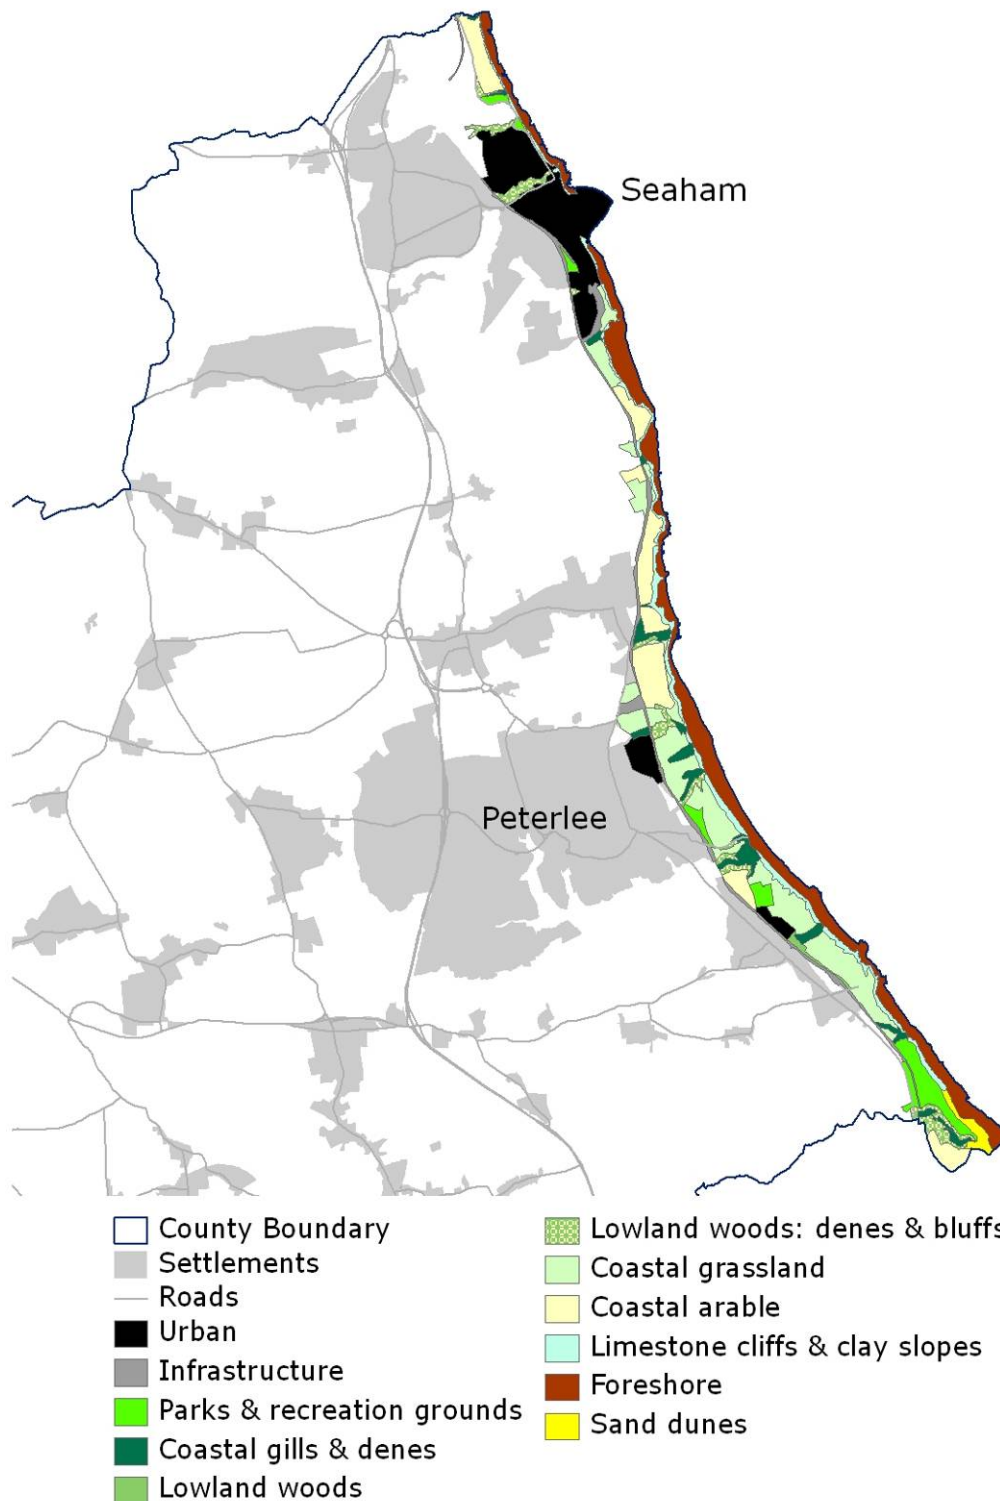 Seaham
Peterlee
County Boundary
Settlements
Roads
Urban
Infrastructure
Parks & recreation grounds
Coastal gills & denes
Lowland woods
Lowland woods: denes & bluffs
Coastal grassland
Coastal arable
Limestone cliffs & clay slopes
Foreshore
Sand dunes